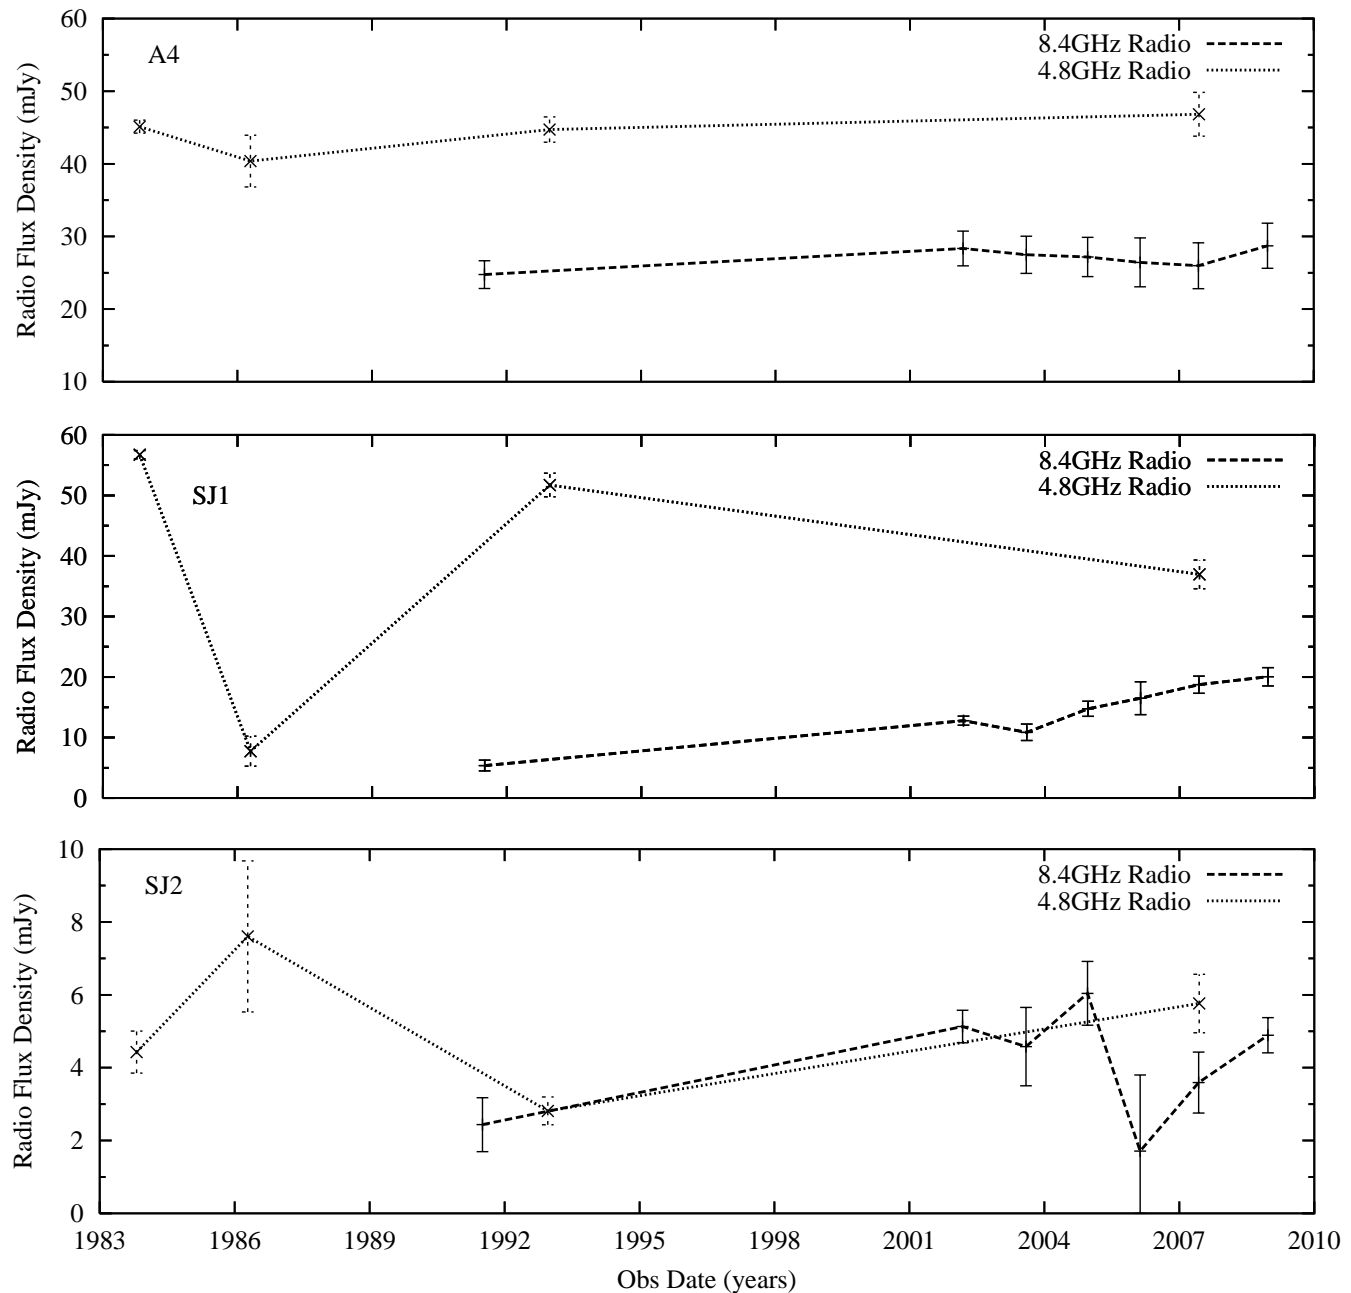 60
50
40
30
20
10
Radio Flux Density (mJy)
A4
8.4GHz Radio
4.8GHz Radio
60
50
40
30
20
10
0
Radio Flux Density (mJy)
SJ1
8.4GHz Radio
4.8GHz Radio
10
8
6
4
2
0
Radio Flux Density (mJy)
SJ2
8.4GHz Radio
4.8GHz Radio
1983 1986 1989 1992 1995 1998 2001 2004 2007 2010
Obs Date (years)